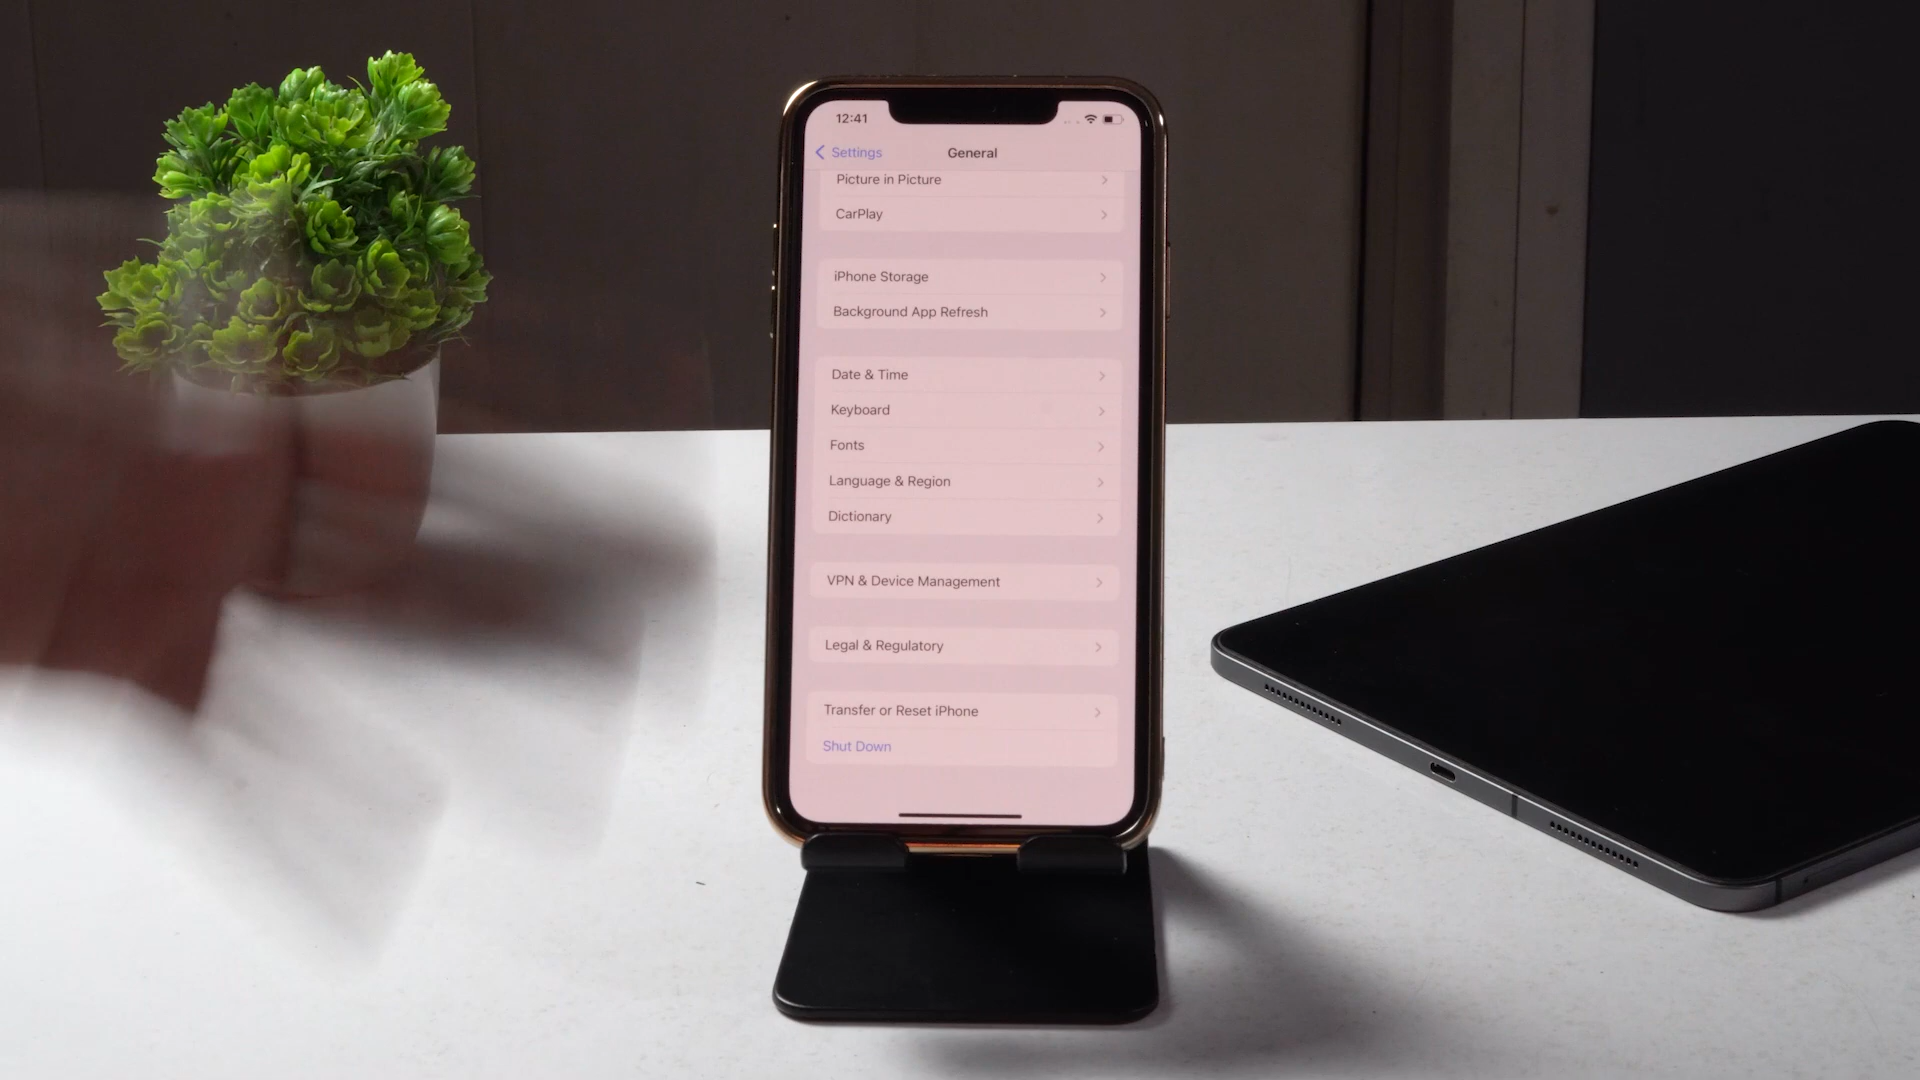 12:41
Settings
General
Picture in Picture
CarPlay
iPhone Storage
Background App Refresh
Date & Time
Keyboard
Fonts
Language & Region
Dictionary
VPN & Device Management
Legal & Regulatory
Transfer or Reset iPhone
Shut Down